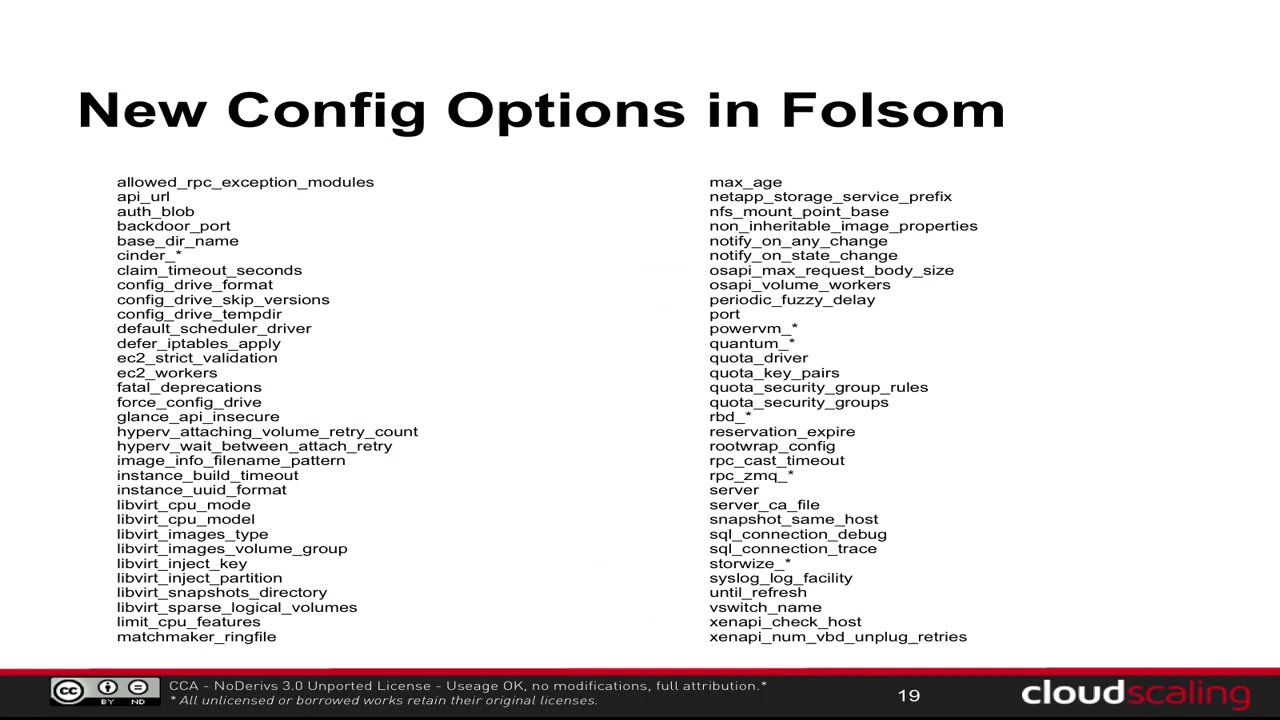 New Config Options in Folsom
allowed_rpc_exception_modules
api_url
auth_blob
backdoor_port
base_dir_name
cinder_*
claim_timeout_seconds
config_drive_format
config_drive_skip_versions
config_drive_tempdir
default_scheduler_driver
defer_iptables_apply
ec2_strict_validation
ec2_workers
fatal_deprecations
force_config_drive
glance_api_insecure
hyperv_attaching_volume_retry_count
hyperv_wait_between_attach_retry
image_info_filename_pattern
instance_build_timeout
instance_uuid_format
libvirt_cpu_mode
libvirt_cpu_model
libvirt_images_type
libvirt_images_volume_group
libvirt_inject_key
libvirt_inject_partition
libvirt_snapshots_directory
libvirt_sparse_logical_volumes
limit_cpu_features
matchmaker_ringfile
max_age
netapp_storage_service_prefix
nfs_mount_point_base
non_inheritable_image_properties
notify_on_any_change
notify_on_state_change
osapi_max_request_body_size
osapi_volume_workers
periodic_fuzzy_delay
port
powervm_*
quantum_*
quota_driver
quota_key_pairs
quota_security_group_rules
quota_security_groups
rbd_*
reservation_expire
rootwrap_config
rpc_cast_timeout
rpc_zmq_*
server
server_ca_file
snapshot_same_host
sql_connection_debug
sql_connection_trace
storwize_*
syslog_log_facility
until_refresh
vswitch_name
xenapi_check_host
xenapi_num_vbd_unplug_retries
cc BY ND
CCA - NoDerivs 3.0 Unported License - Useage OK, no modifications, full attribution.*
* All unlicensed or borrowed works retain their original licenses.
19
cloudscaling